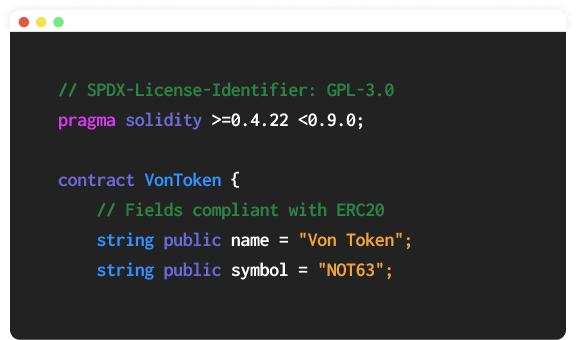 // SPDX-License-Identifier: GPL-3.0
pragma solidity >=0.4.22 <0.9.0;
contract VonToken {
// Fields compliant with ERC20
string public name = "Von Token";
string public symbol = "NOT63";